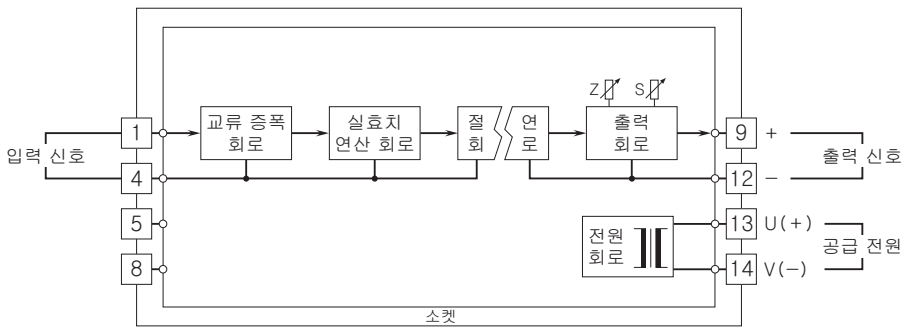 Z
S
교류 증폭
회로
실효치
연산 회로
절
회
연
로
출력
회로
입력 신호
1
4
5
8
9
+
12
−
출력 신호
13
U(+)
14
V(−)
공급 전원
전원
회로
소켓